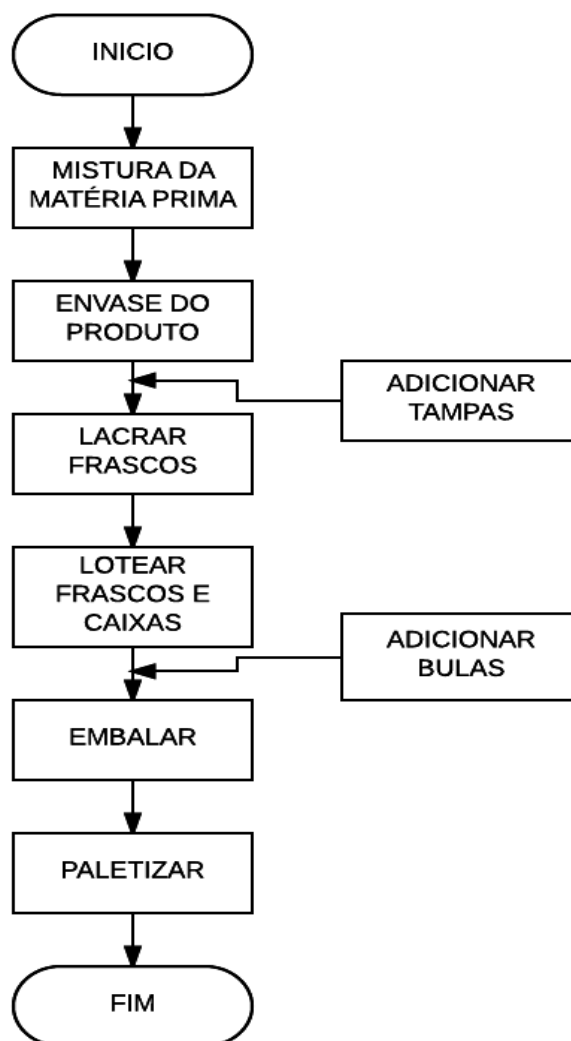 INICIO
MISTURA DA
MATÉRIA PRIMA
ENVASE DO
PRODUTO
ADICIONAR
TAMPAS
LACRAR
FRASCOS
LOTEAR
FRASCOS E
CAIXAS
ADICIONAR
BULAS
EMBALAR
PALETIZAR
FIM